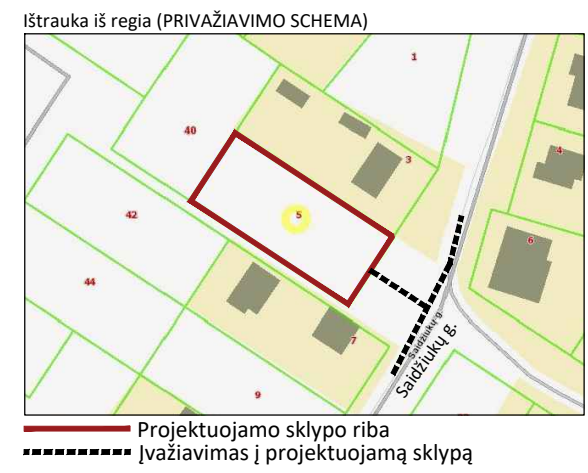 Ištrauka iš regia (PRIVAŽIAVIMO SCHEMA)
1
40
3
4
5
42
6
44
7
9
Saidžiukų g.
Saidžiukų g.
Projektuojamo sklypo riba
Įvažiavimas į projektuojamą sklypą